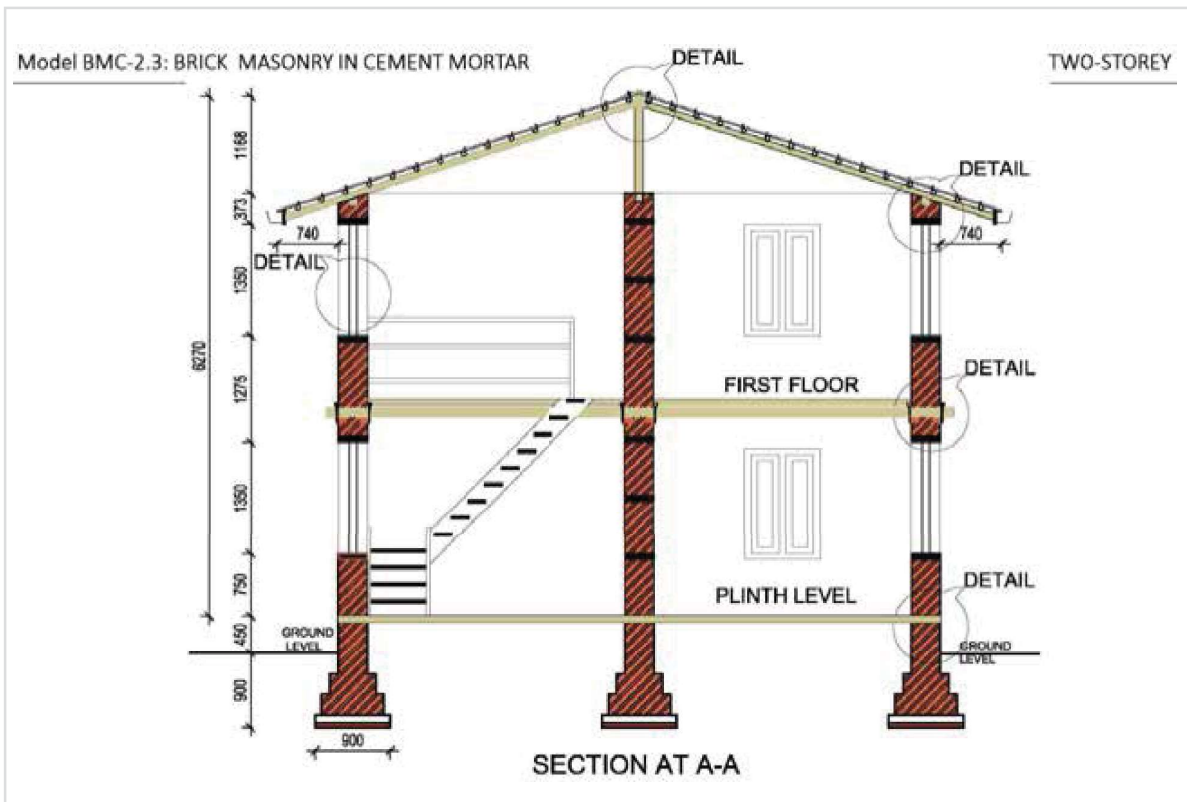 Model BMC-2.3: BRICK MASONRY IN CEMENT MORTAR
TWO-STOREY
DETAIL
1168
DETAIL
373
740
740
DETAIL
1350
6270
1275
FIRST FLOOR
DETAIL
1350
750
PLINTH LEVEL
DETAIL
450
GROUND
LEVEL
GROUND
LEVEL
900
900
SECTION AT A-A